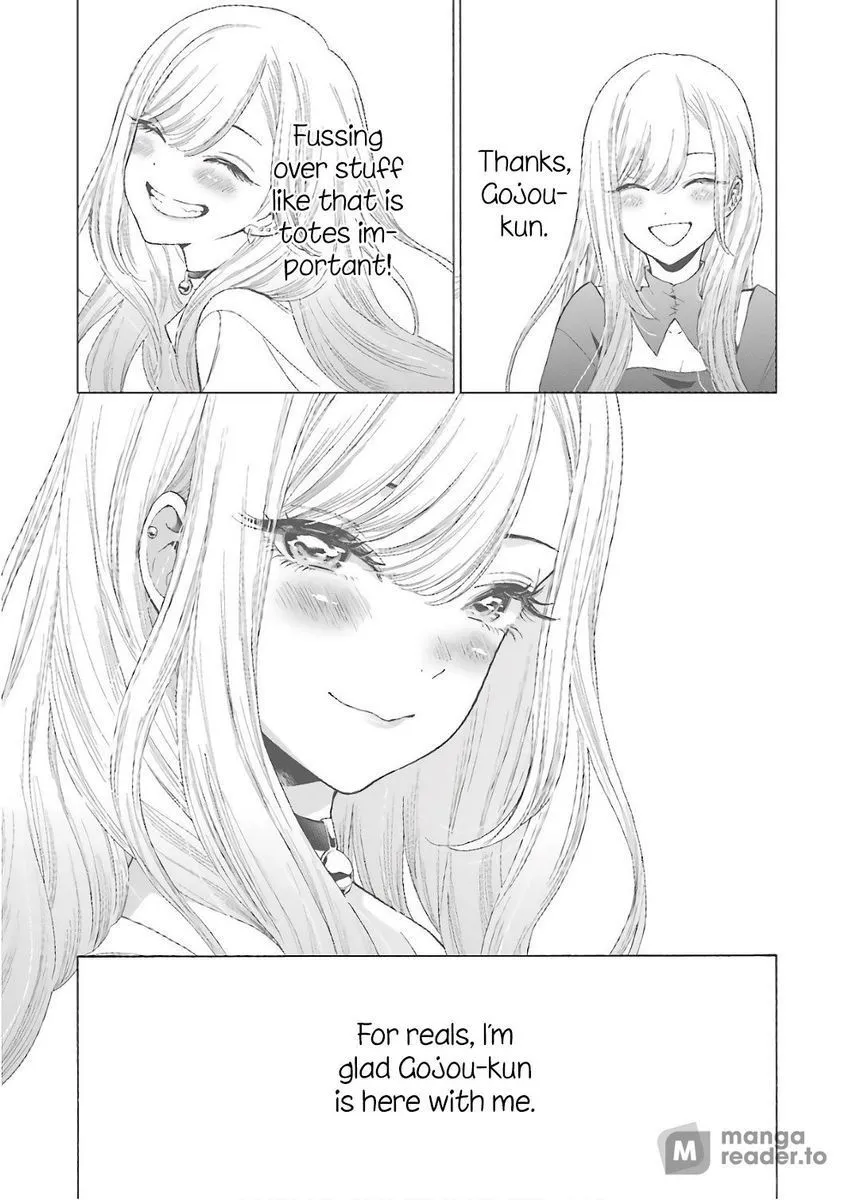 Thanks,
Gojou-
kun.
Fussing
over stuff
like that is
totes im-
portant!
For reals, I'm
glad Gojou-kun
is here with me.
M
manga
reader.to